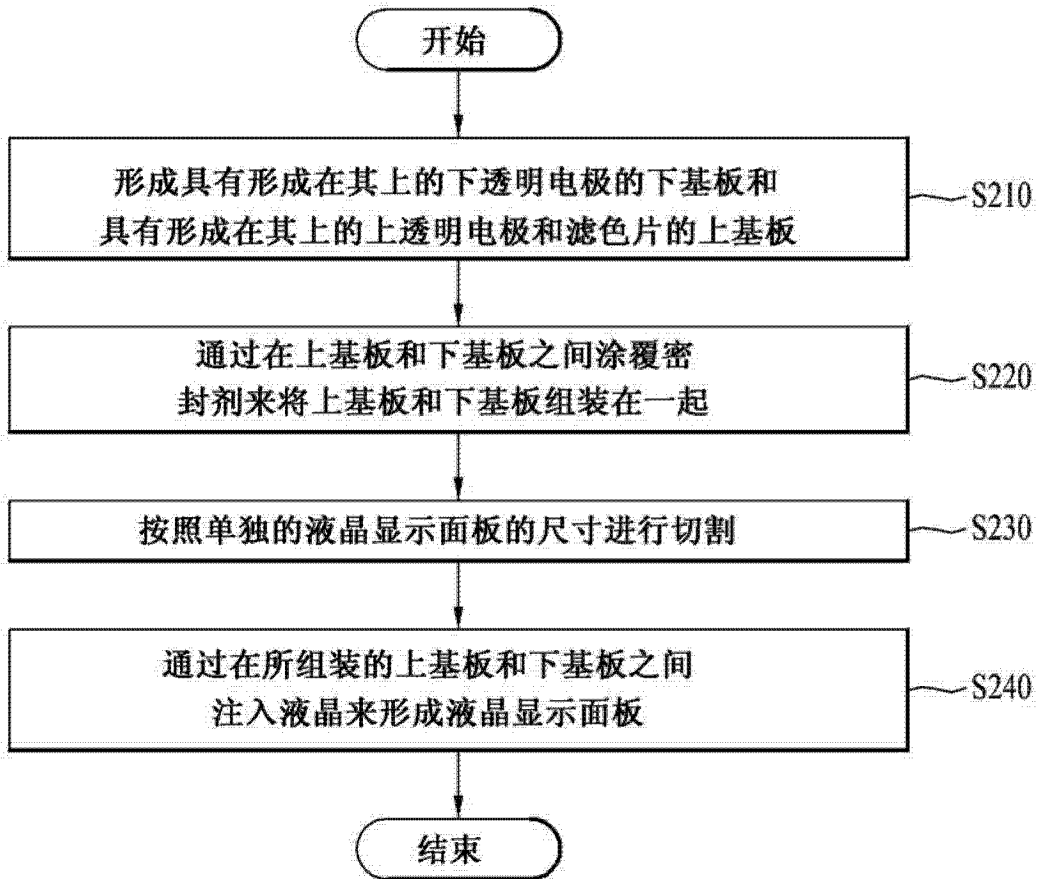 开始
形成具有形成在其上的下透明电极的下基板和
具有形成在其上的上透明电极和滤色片的上基板
S210
通过在上基板和下基板之间涂覆密
封剂来将上基板和下基板组装在一起
S220
按照单独的液晶显示面板的尺寸进行切割
S230
通过在所组装的上基板和下基板之间
注入液晶来形成液晶显示面板
S240
结束